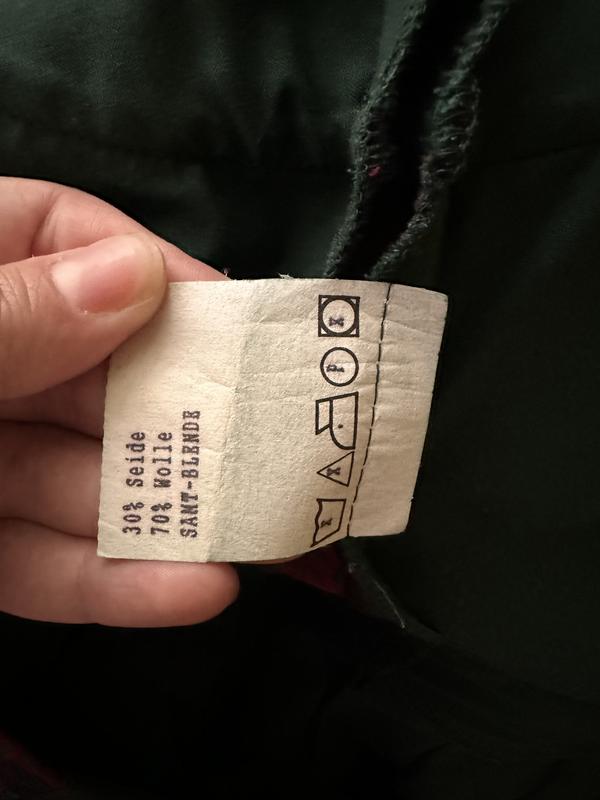 30% Seide
70% Wolle
SAMT-BLENDE
x x P x